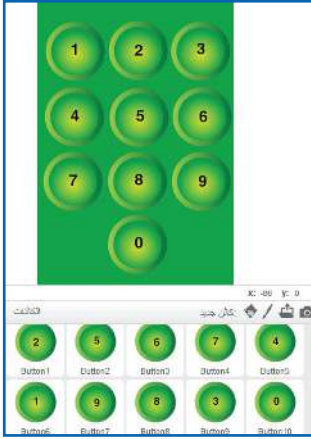 1 2 3
4 5 6
7 8 9
0
x: -86 y: 0
الكائنات كائن جديد:
2 5 6 7 4
Button1 Button2 Button3 Button4 Button5
1 9 8 3 0
Button6 Button7 Button8 Button9 Button10